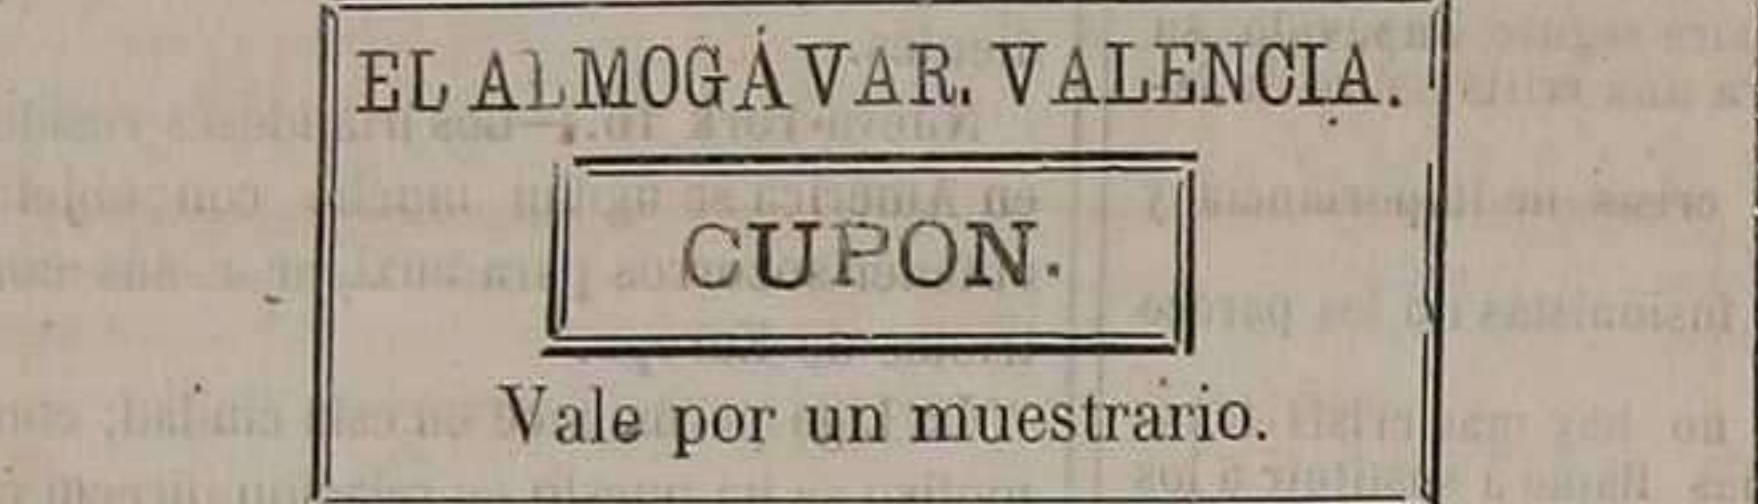 EL ALMOGÁVAR. VALENCIA.
CUPON.
Vale por un muestrario.